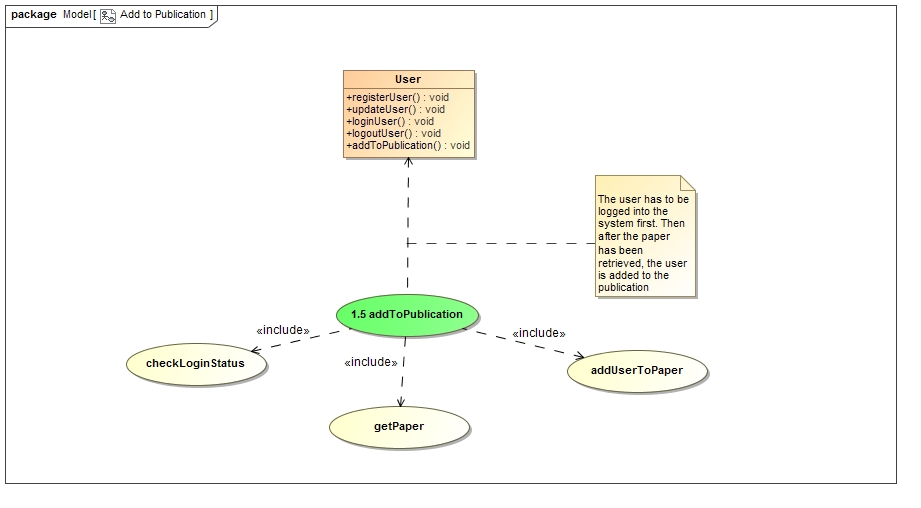 package Model[ Add to Publication ]
User
+registerUser() : void
+updateUser() : void
+loginUser() : void
+logoutUser() : void
+addToPublication() : void
The user has to be
logged into the
system first. Then
after the paper
has been
retrieved, the user
is added to the
publication
1.5 addToPublication
«include»
«include»
«include»
checkLoginStatus
addUserToPaper
getPaper